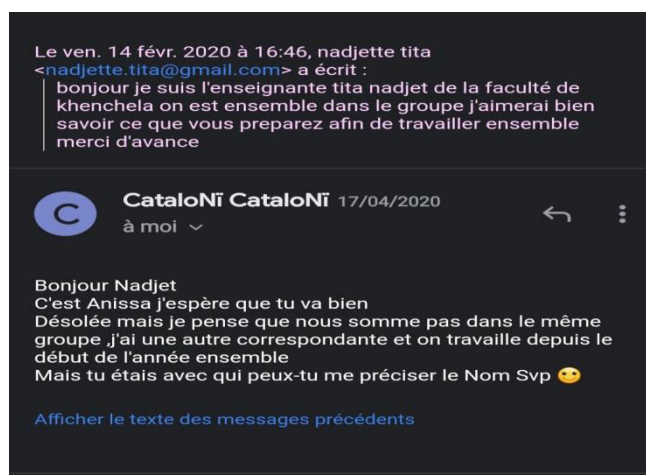 Le ven. 14 févr. 2020 à 16:46, nadjette tita
<nadjette.tita@gmail.com> a écrit :
bonjour je suis l'enseignante tita nadjet de la faculté de
khenchela on est ensemble dans le groupe j'aimerai bien
savoir ce que vous preparez afin de travailler ensemble
merci d'avance
C
CataloNï CataloNï 17/04/2020
à moi
Bonjour Nadjet
C'est Anissa j'espère que tu va bien
Désolée mais je pense que nous somme pas dans le même
groupe ,j'ai une autre correspondante et on travaille depuis le
début de l'année ensemble
Mais tu étais avec qui peux-tu me préciser le Nom Svp 🙂
Afficher le texte des messages précédents